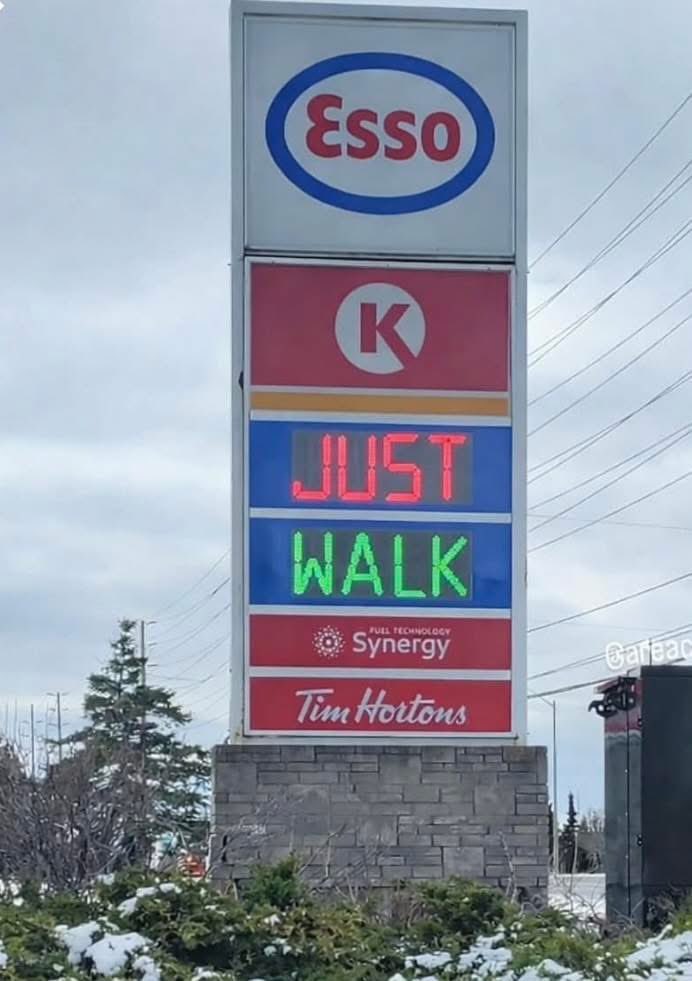 Esso
K
JUST
WALK
FUEL TECHNOLOGY
Synergy
Tim Hortons